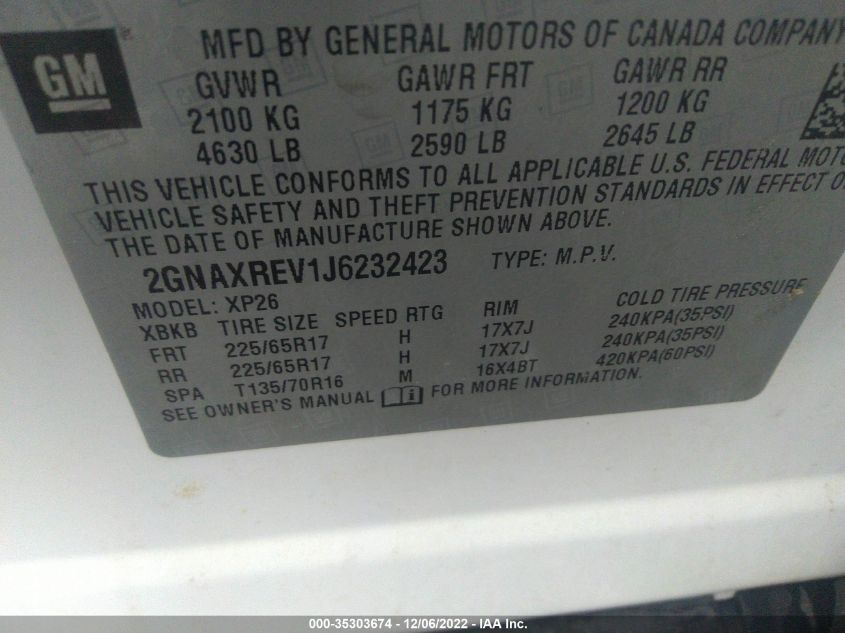 GM
MFD BY GENERAL MOTORS OF CANADA COMPANY
GVWR GAWR FRT GAWR RR
2100 KG 1175 KG 1200 KG
4630 LB 2590 LB 2645 LB
THIS VEHICLE CONFORMS TO ALL APPLICABLE U.S. FEDERAL
VEHICLE SAFETY AND THEFT PREVENTION STANDARDS IN EFFECT
THE DATE OF MANUFACTURE SHOWN ABOVE.
2GNAXREV1J6232423 TYPE: M.P.V.
MODEL: XP26
XBKB TIRE SIZE SPEED RTG RIM COLD TIRE PRESSURE
FRT 225/65R17 H 17X7J 240KPA(35PSI)
RR 225/65R17 H 17X7J 240KPA(35PSI)
SPA T135/70R16 M 16X4BT 420KPA(60PSI)
SEE OWNER'S MANUAL FOR MORE INFORMATION.
000-35303674 - 12/06/2022 - IAA Inc.